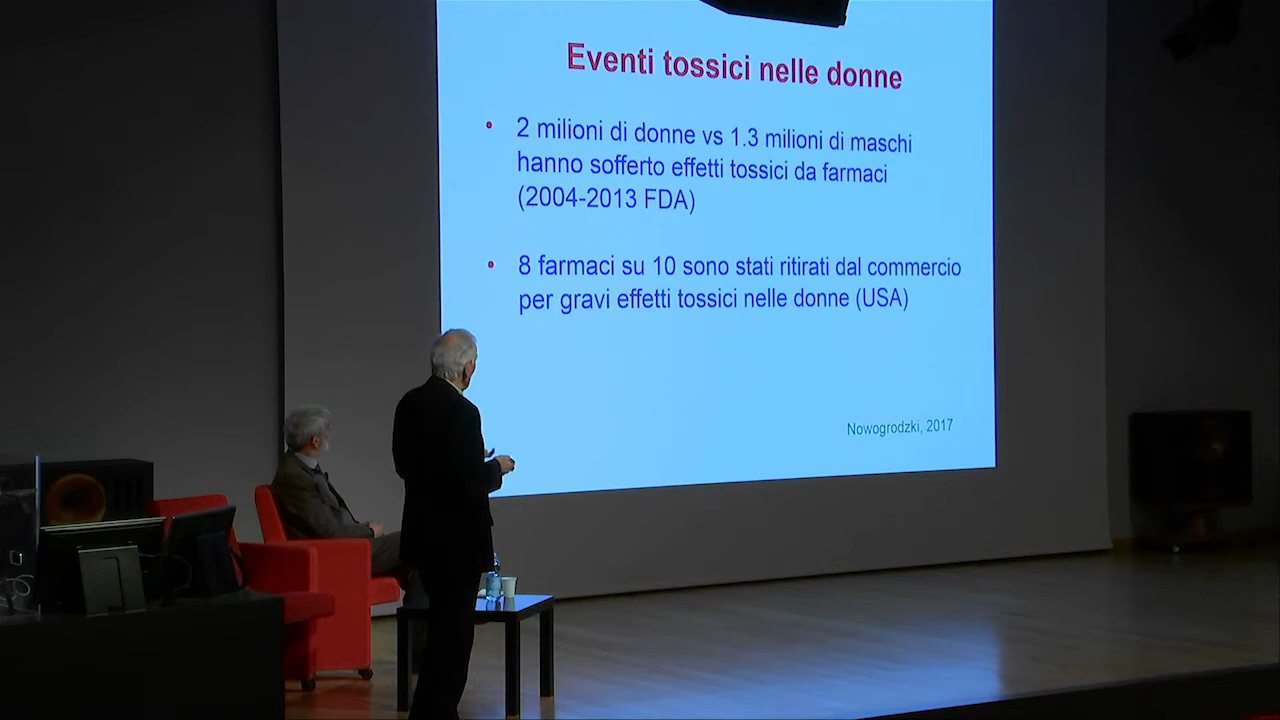 Eventi tossici nelle donne
• 2 milioni di donne vs 1.3 milioni di maschi
hanno sofferto effetti tossici da farmaci
(2004-2013 FDA)
• 8 farmaci su 10 sono stati ritirati dal commercio
per gravi effetti tossici nelle donne (USA)
Nowogrodzki, 2017